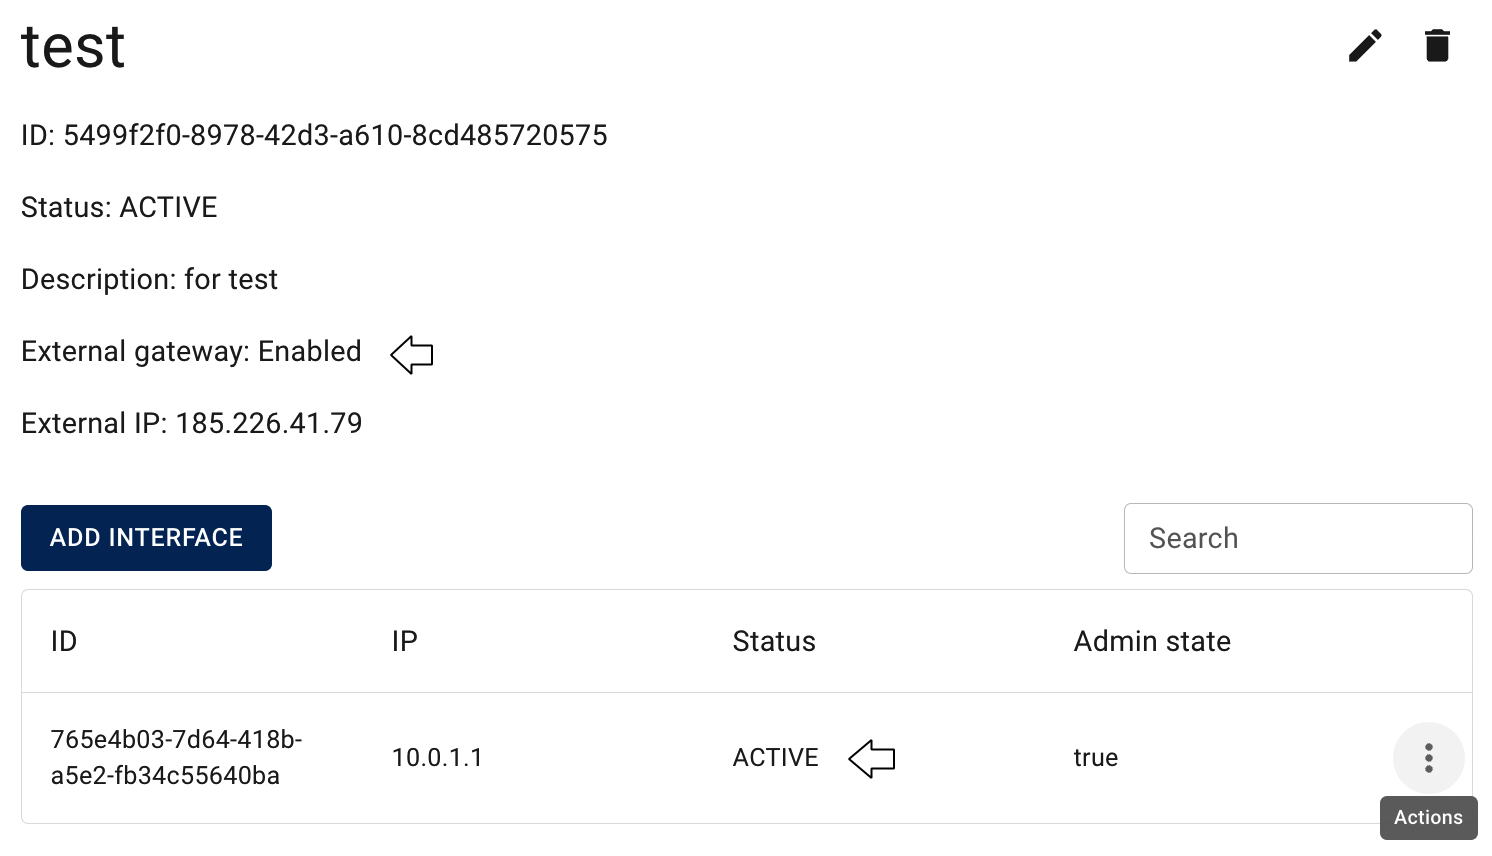 test
ID: 5499f2f0-8978-42d3-a610-8cd485720575
Status: ACTIVE
Description: for test
External gateway: Enabled
External IP: 185.226.41.79
ADD INTERFACE
Search
ID IP Status Admin state
765e4b03-7d64-418b-
a5e2-fb34c55640ba 10.0.1.1 ACTIVE true
Actions